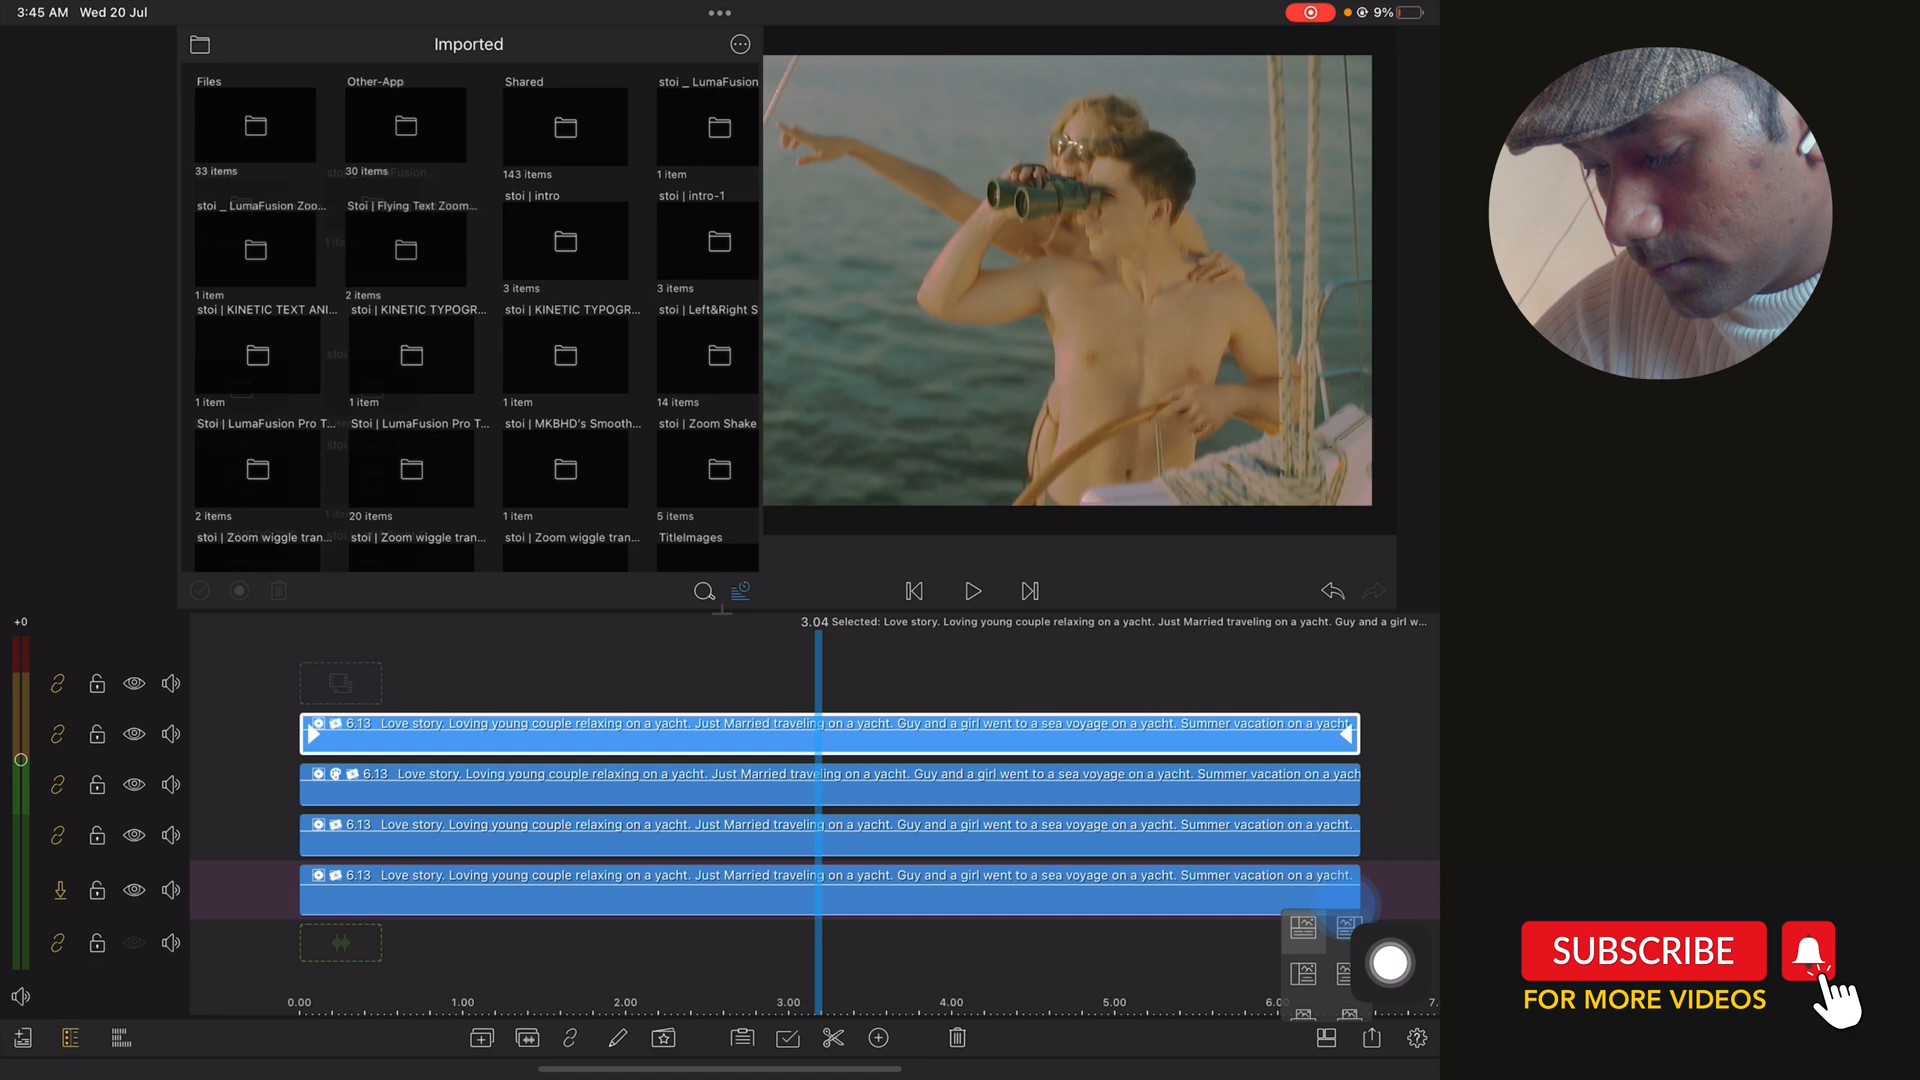 3:45 AM Wed 20 Jul
9%
Imported
Files
Other-App
Shared
stoi _ LumaFusion
33 items
30 items
143 items
1 item
stoi _ LumaFusion Zoo...
Stoi | Flying Text Zoom...
stoi | intro
stoi | intro-1
1 item
2 items
3 items
3 items
stoi | KINETIC TEXT ANI...
stoi | KINETIC TYPOGR...
stoi | KINETIC TYPOGR...
stoi | Left&Right S
1 item
1 item
1 item
14 items
Stoi | LumaFusion Pro T...
Stoi | LumaFusion Pro T...
stoi | MKBHD's Smooth...
stoi | Zoom Shake
2 items
20 items
1 item
5 items
stoi | Zoom wiggle tran...
stoi | Zoom wiggle tran...
stoi | Zoom wiggle tran...
TitleImages
+0
3.04 Selected: Love story. Loving young couple relaxing on a yacht. Just Married traveling on a yacht. Guy and a girl w...
6.13 Love story. Loving young couple relaxing on a yacht. Just Married traveling on a yacht. Guy and a girl went to a sea voyage on a yacht. Summer vacation on a yacht.
6.13 Love story. Loving young couple relaxing on a yacht. Just Married traveling on a yacht. Guy and a girl went to a sea voyage on a yacht. Summer vacation on a yach
6.13 Love story. Loving young couple relaxing on a yacht. Just Married traveling on a yacht. Guy and a girl went to a sea voyage on a yacht. Summer vacation on a yacht.
6.13 Love story. Loving young couple relaxing on a yacht. Just Married traveling on a yacht. Guy and a girl went to a sea voyage on a yacht. Summer vacation on a yacht.
0.00 1.00 2.00 3.00 4.00 5.00 6.0 7.
SUBSCRIBE
FOR MORE VIDEOS